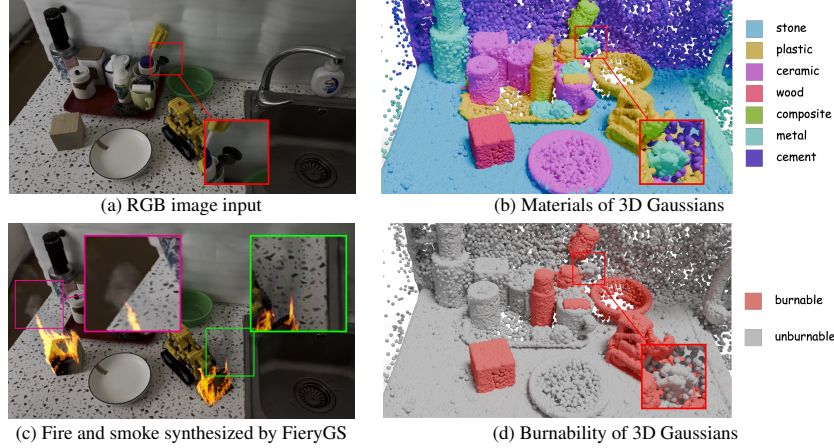 stone
plastic
ceramic
wood
composite
metal
cement
(a) RGB image input
(b) Materials of 3D Gaussians
burnable
unburnable
(c) Fire and smoke synthesized by FieryGS
(d) Burnability of 3D Gaussians